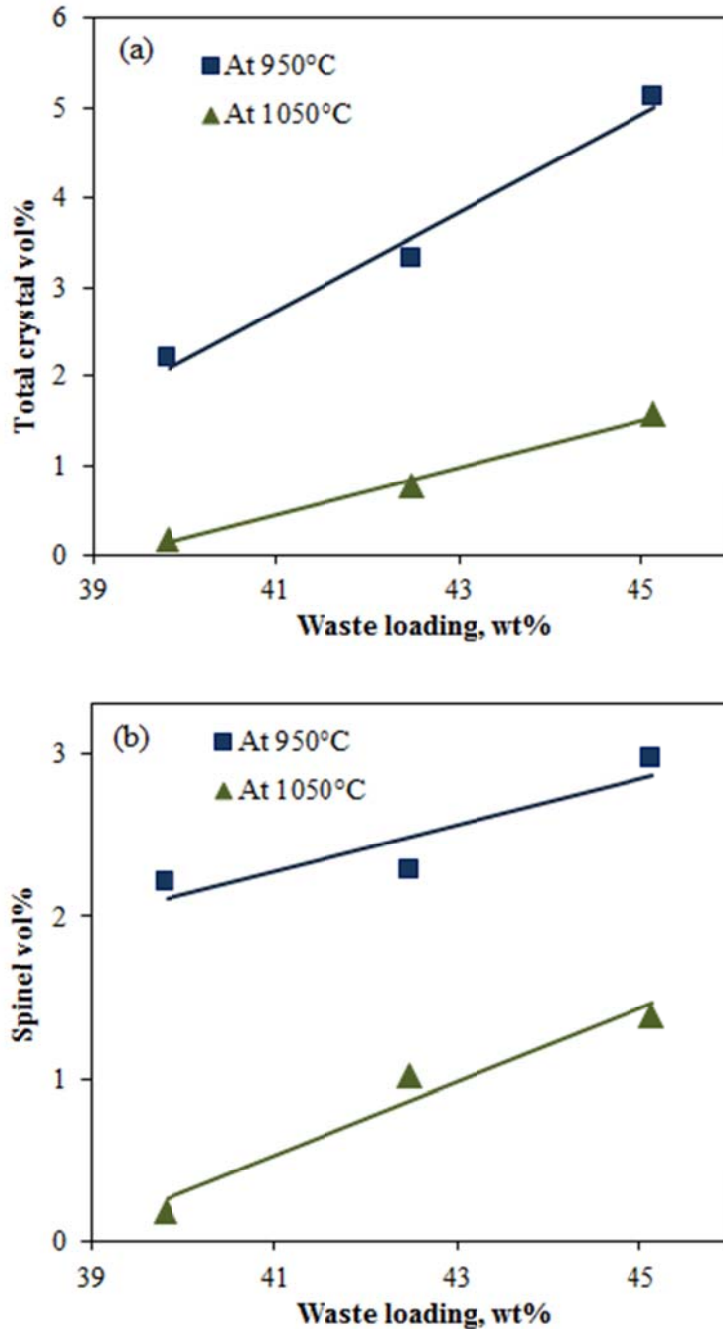 (a)
At 950°C
At 1050°C
Total crystal vol%
6
5
4
3
2
1
0
39
41
43
45
Waste loading, wt%
(b)
At 950°C
At 1050°C
Spinel vol%
3
2
1
0
39
41
43
45
Waste loading, wt%